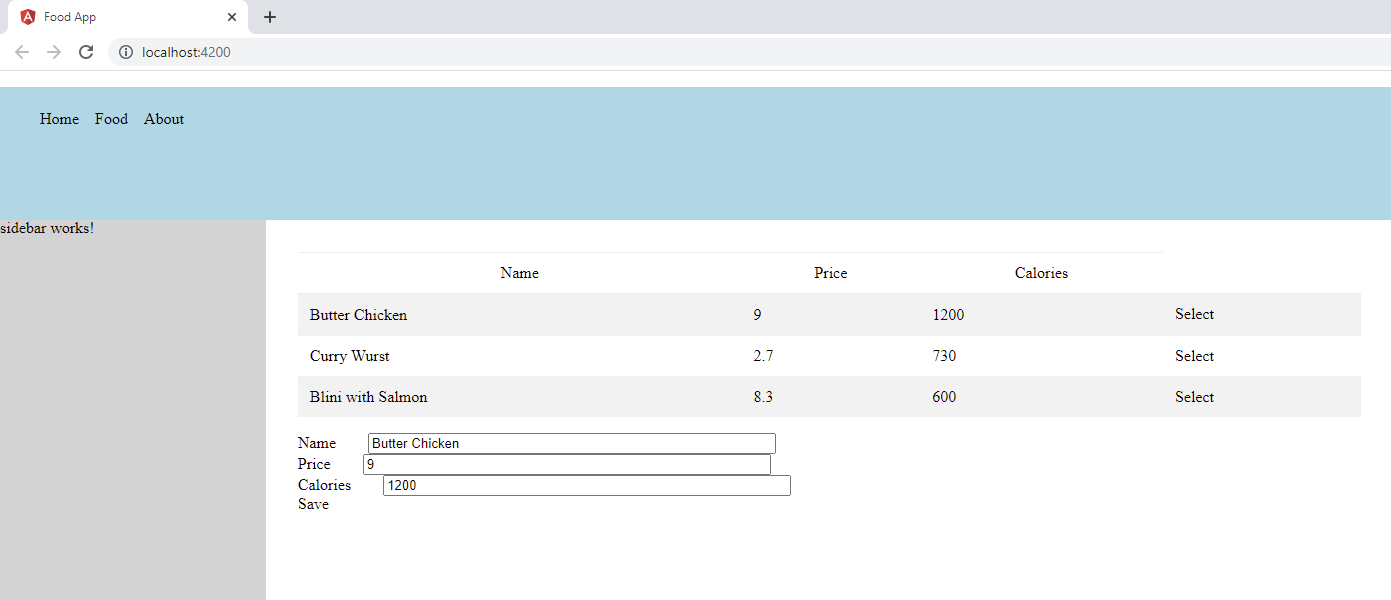 Food App
localhost:4200
Home Food About
sidebar works!
Name Price Calories
Butter Chicken 9 1200 Select
Curry Wurst 2.7 730 Select
Blini with Salmon 8.3 600 Select
Name Butter Chicken
Price 9
Calories 1200
Save